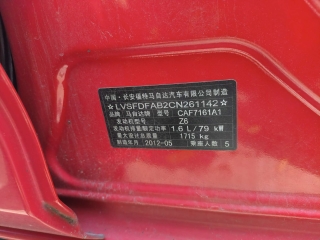 中国·长安福特马自达汽车有限公司制造
☆LVSFDFAB2CN261142☆
品牌 马自达牌 型号 CAF7161A1
发动机型号 Z6
发动机排量/额定功率 1.6 L/79 kW
最大设计总质量 1715 kg
制造年月 2012-05 乘座人数 5